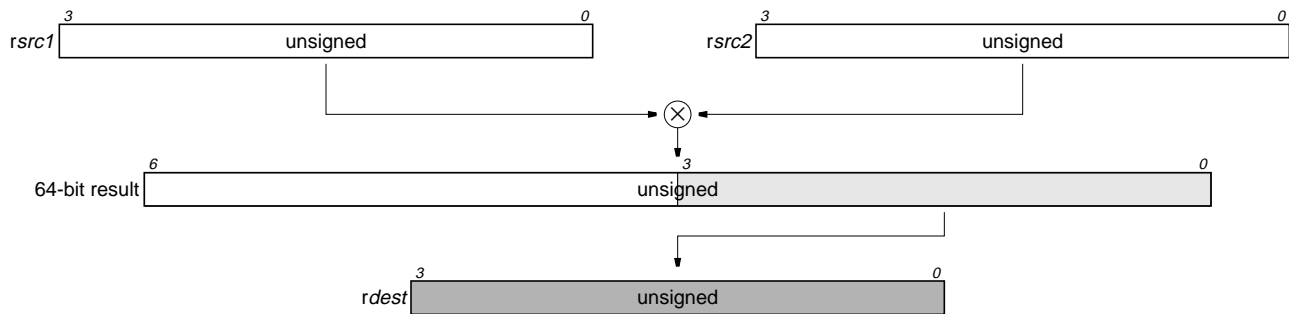 3 0 3 0
rsrc1 unsigned rsrc2 unsigned
6 3 0
64-bit result unsigned
3 0
rdest unsigned